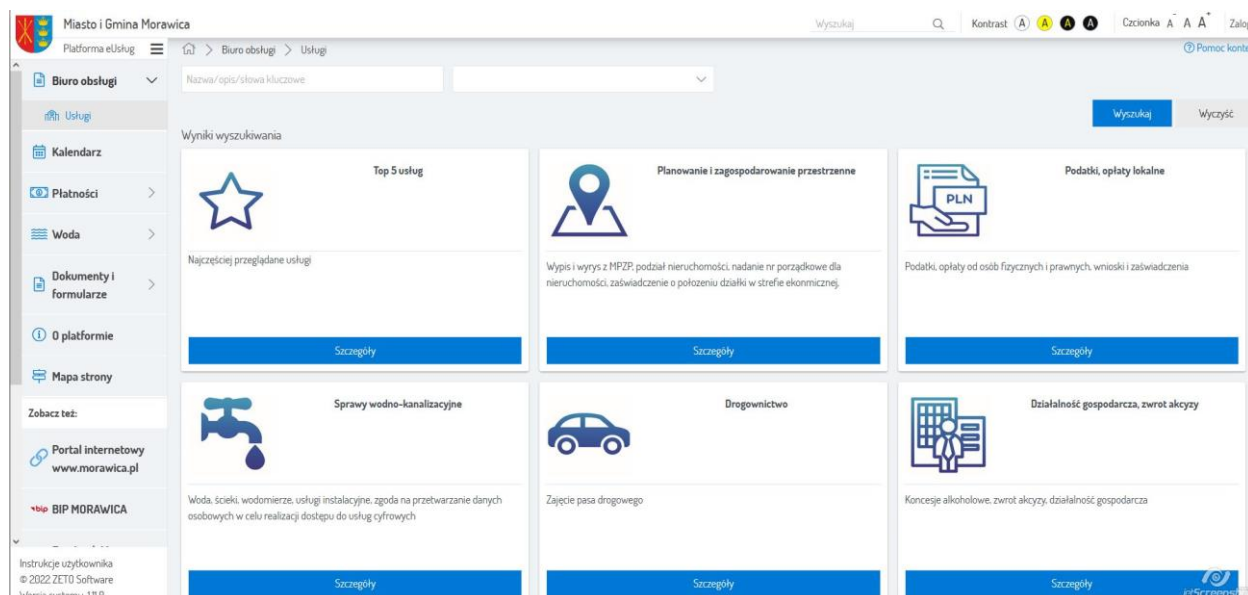 Miasto i Gmina Morawica
Wyszukaj
Kontrast A A A A
Czcionka A- A A+
Platforma eUsług
Biuro obsługi > Usługi
Pomoc
Nazwa/opis/słowa kluczowe
Wyszukaj
Wyczyść
Biuro obsługi
Usługi
Kalendarz
Płatności
Woda
Dokumenty i
formularze
O platformie
Mapa strony
Zobacz też:
Portal internetowy
www.morawica.pl
bip BIP MORAWICA
Instrukcje użytkownika
© 2022 ZETO Software
Wyniki wyszukiwania
Top 5 usług
Najczęściej przeglądane usługi
Szczegóły
Planowanie i zagospodarowanie przestrzenne
Wypis i wyrys z MPZP, podział nieruchomości, nadanie nr porządkowe dla
nieruchomości, zaświadczenie o położeniu działki w strefie ekonmicznej.
Szczegóły
Podatki, opłaty lokalne
PLN
Podatki, opłaty od osób fizycznych i prawnych, wnioski i zaświadczenia
Szczegóły
Sprawy wodno-kanalizacyjne
Woda, ścieki, wodomierze, usługi instalacyjne, zgoda na przetwarzanie danych
osobowych w celu realizacji dostępu do usług cyfrowych
Szczegóły
Drogownictwo
Zajęcie pasa drogowego
Szczegóły
Działalność gospodarcza, zwrot akcyzy
Koncesje alkoholowe, zwrot akcyzy, działalność gospodarcza
Szczegóły